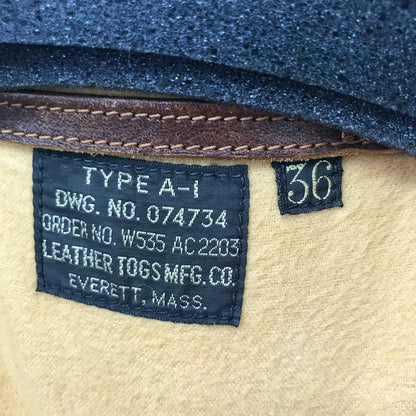 TYPE A-1
DWG. NO. 074734
ORDER NO. W535 AC2203
LEATHER TOGS MFG. CO.
EVERETT, MASS.
36